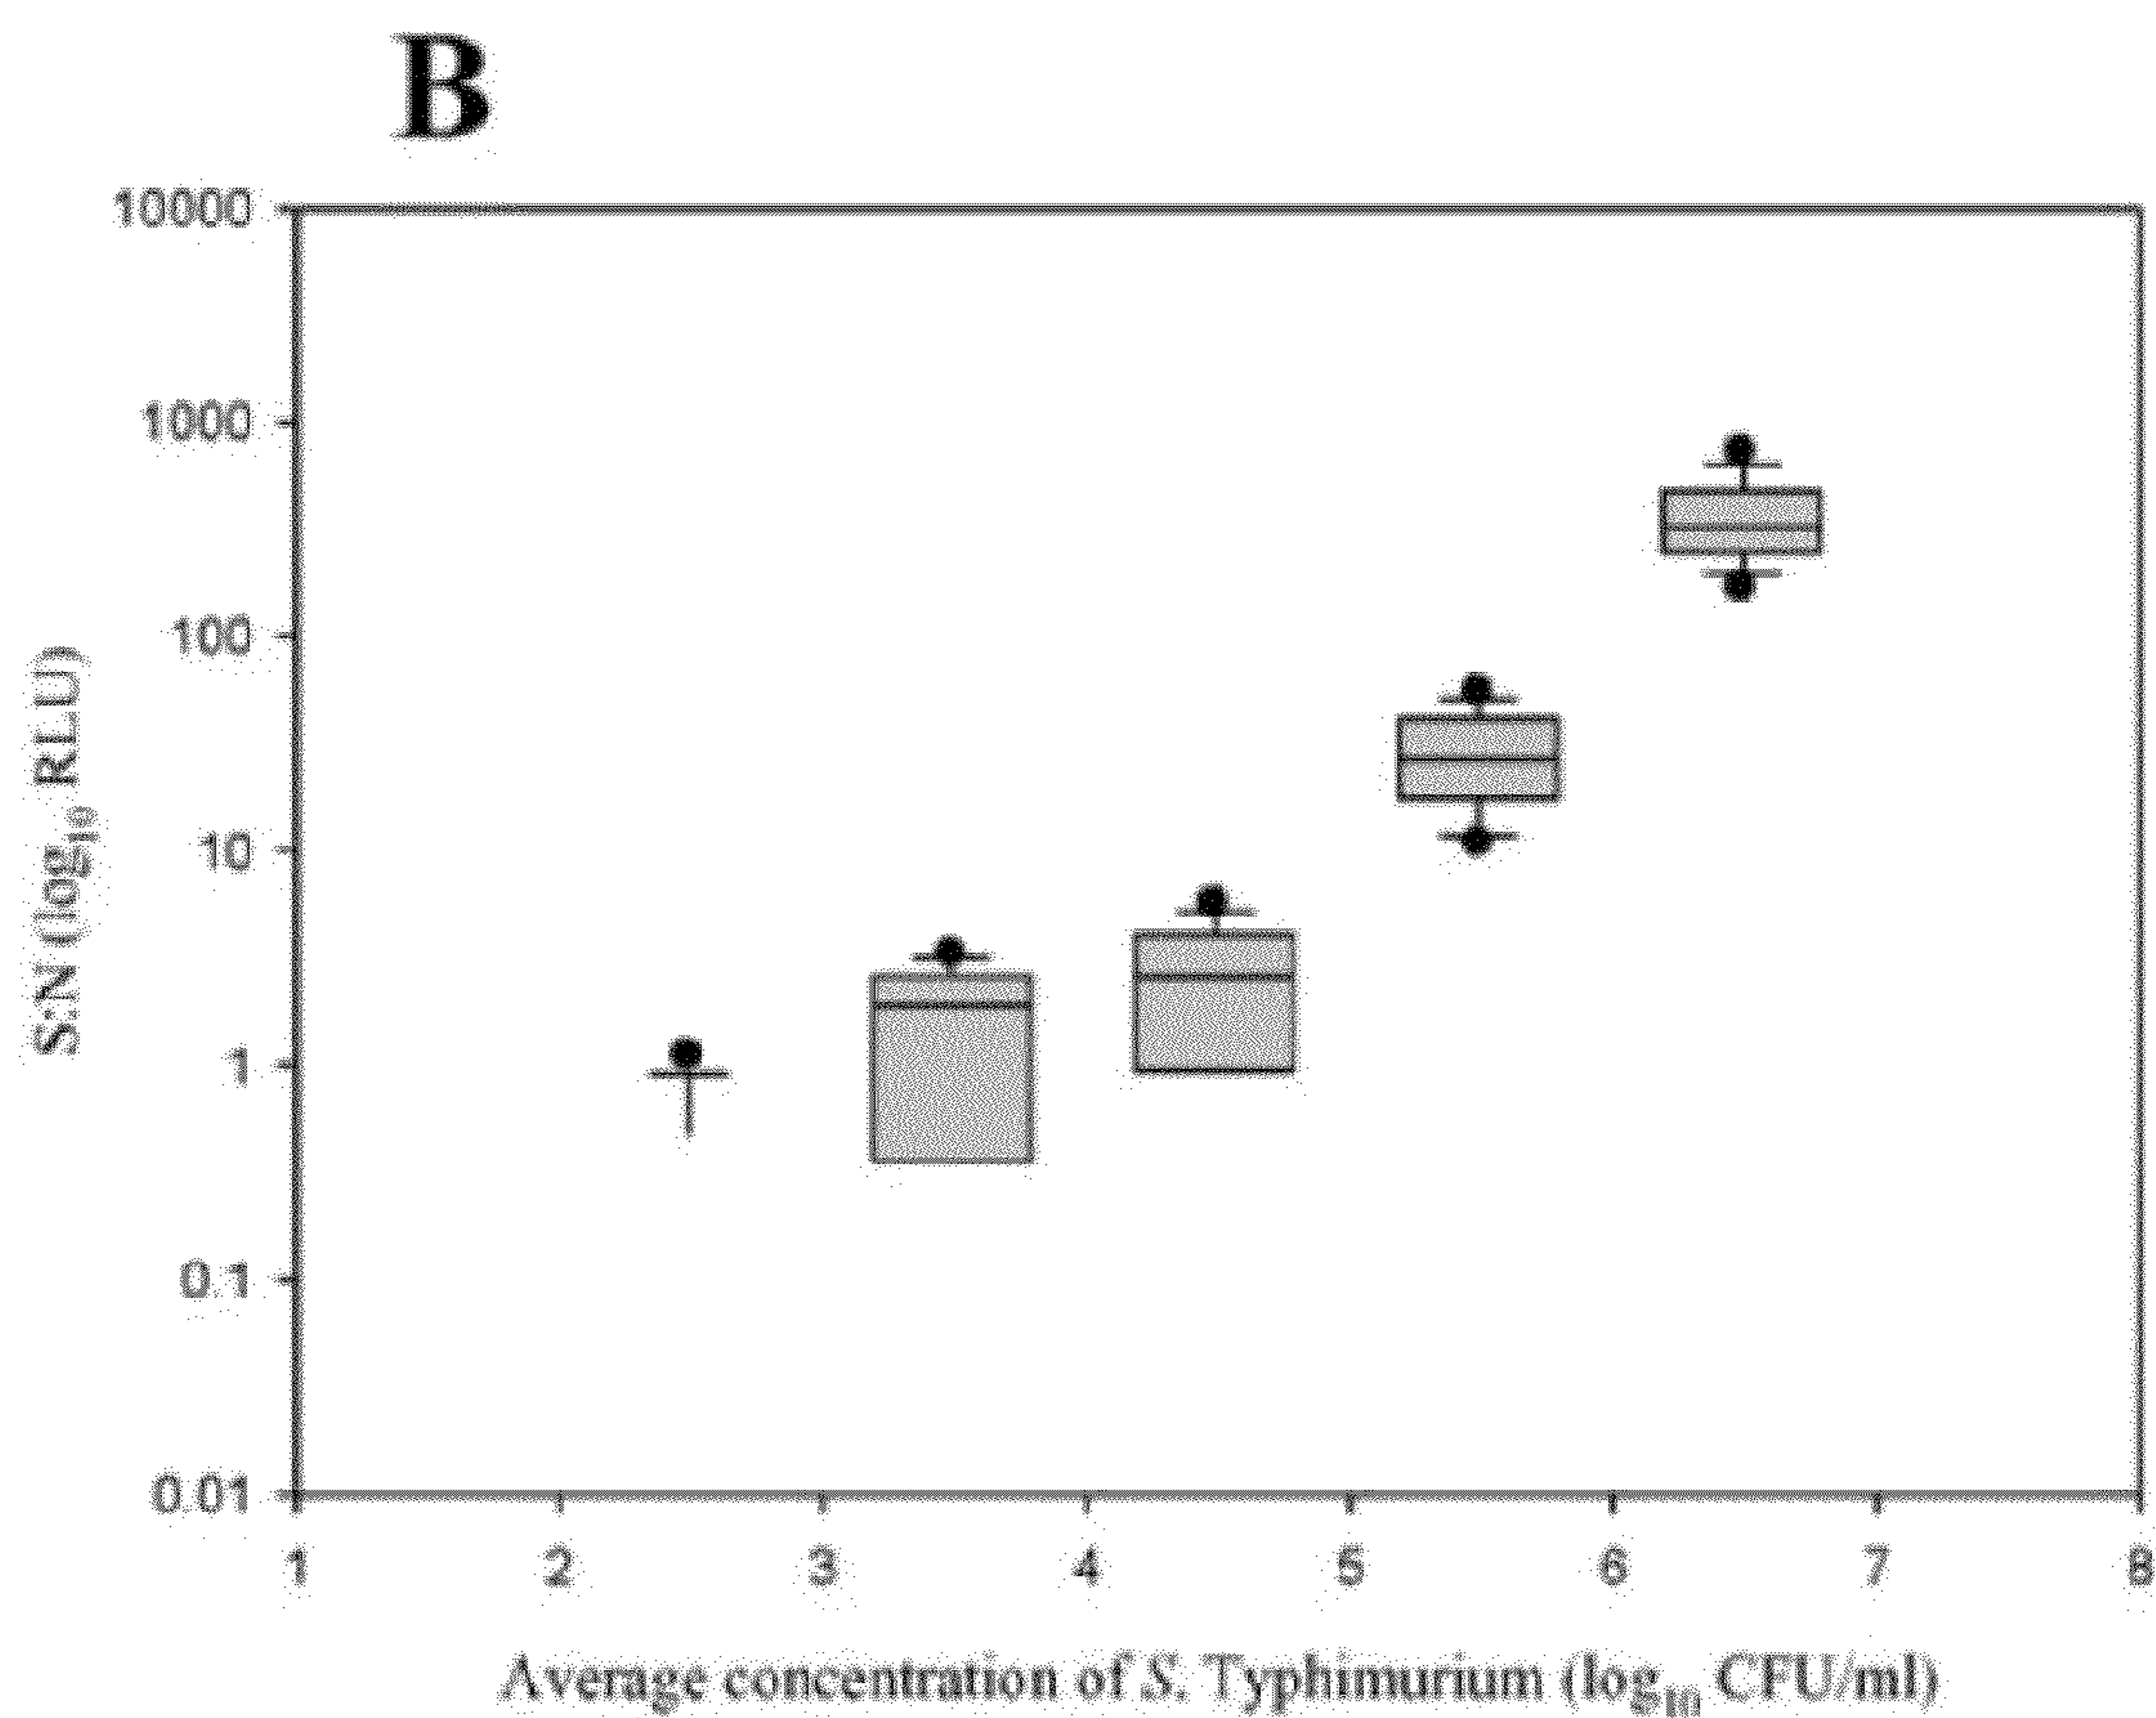 B
10000
1000
100
10
1
0.1
0.01
S:N (log10 RLU)
1 2 3 4 5 6 7 8
Average concentration of S. Typhimurium (log10 CFU/ml)